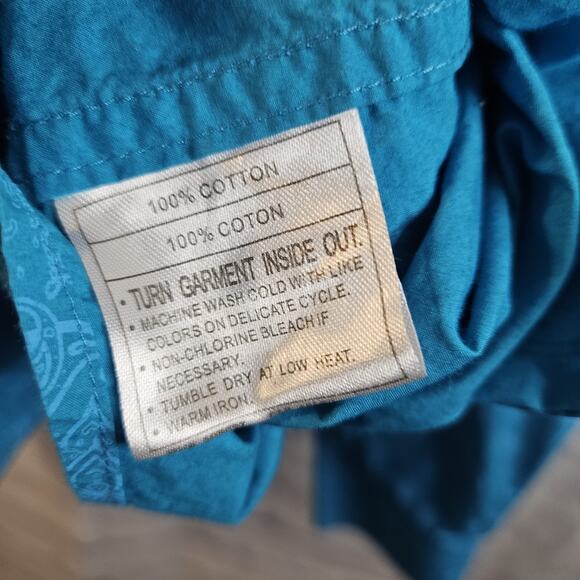 100% COTTON
100% COTON
• TURN GARMENT INSIDE OUT.
• MACHINE WASH COLD WITH LIKE
COLORS ON DELICATE CYCLE.
• NON-CHLORINE BLEACH IF
NECESSARY.
• TUMBLE DRY AT LOW HEAT.
• WARM IRON.